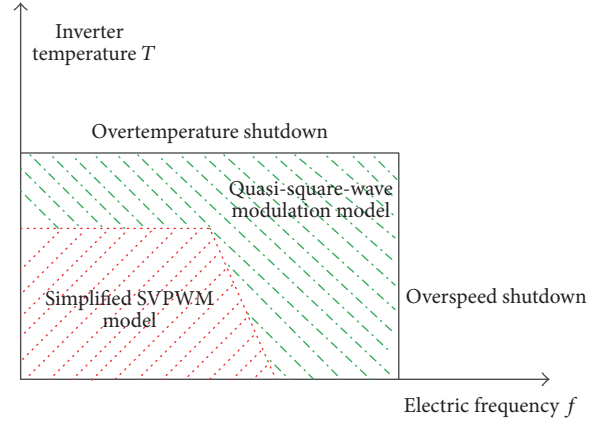 Inverter
temperature T
Overtemperature shutdown
Quasi-square-wave
modulation model
Simplified SVPWM
model
Overspeed shutdown
Electric frequency f